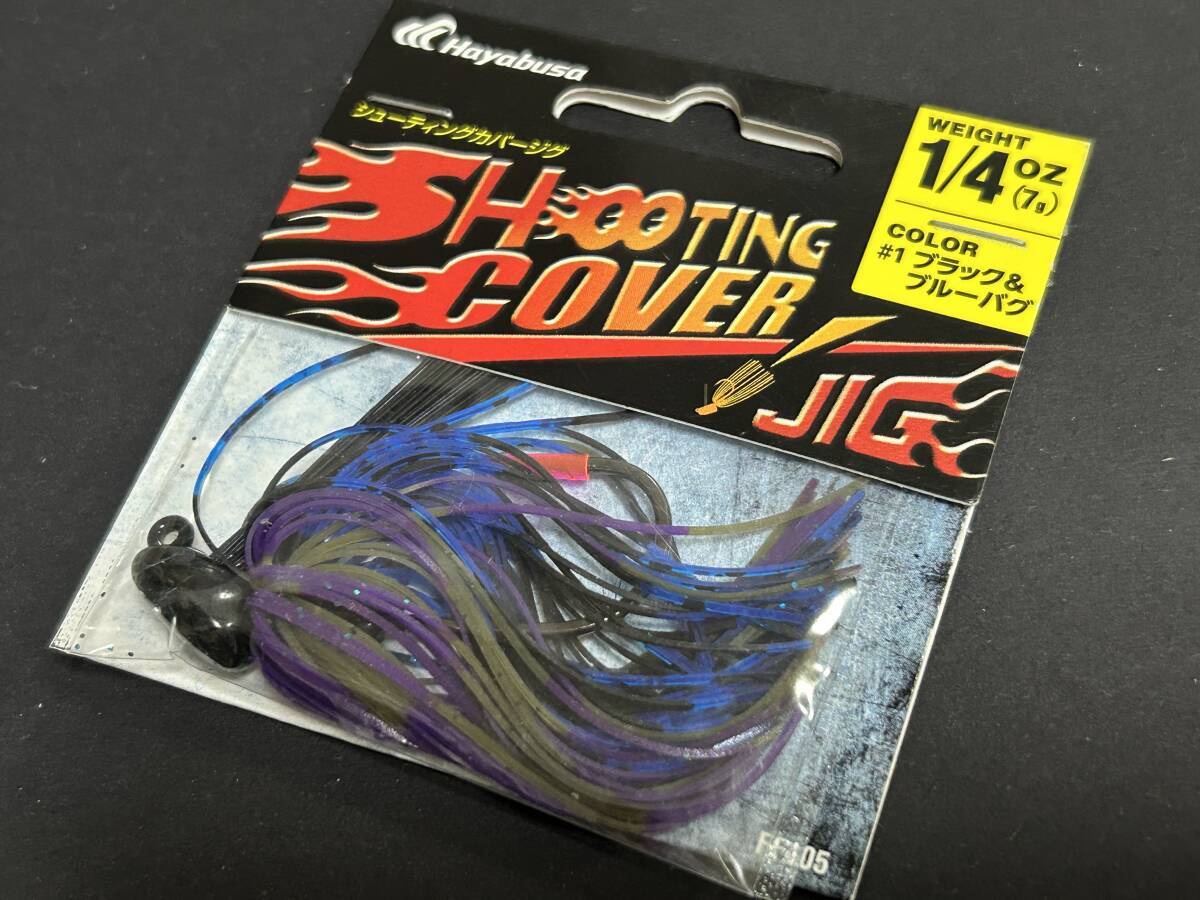 Hayabusa
シューティングカバージグ
SHOOTING
COVER
JIG
WEIGHT
1/4 OZ
(7g)
COLOR
#1 ブラック&
ブルーバグ
FF105